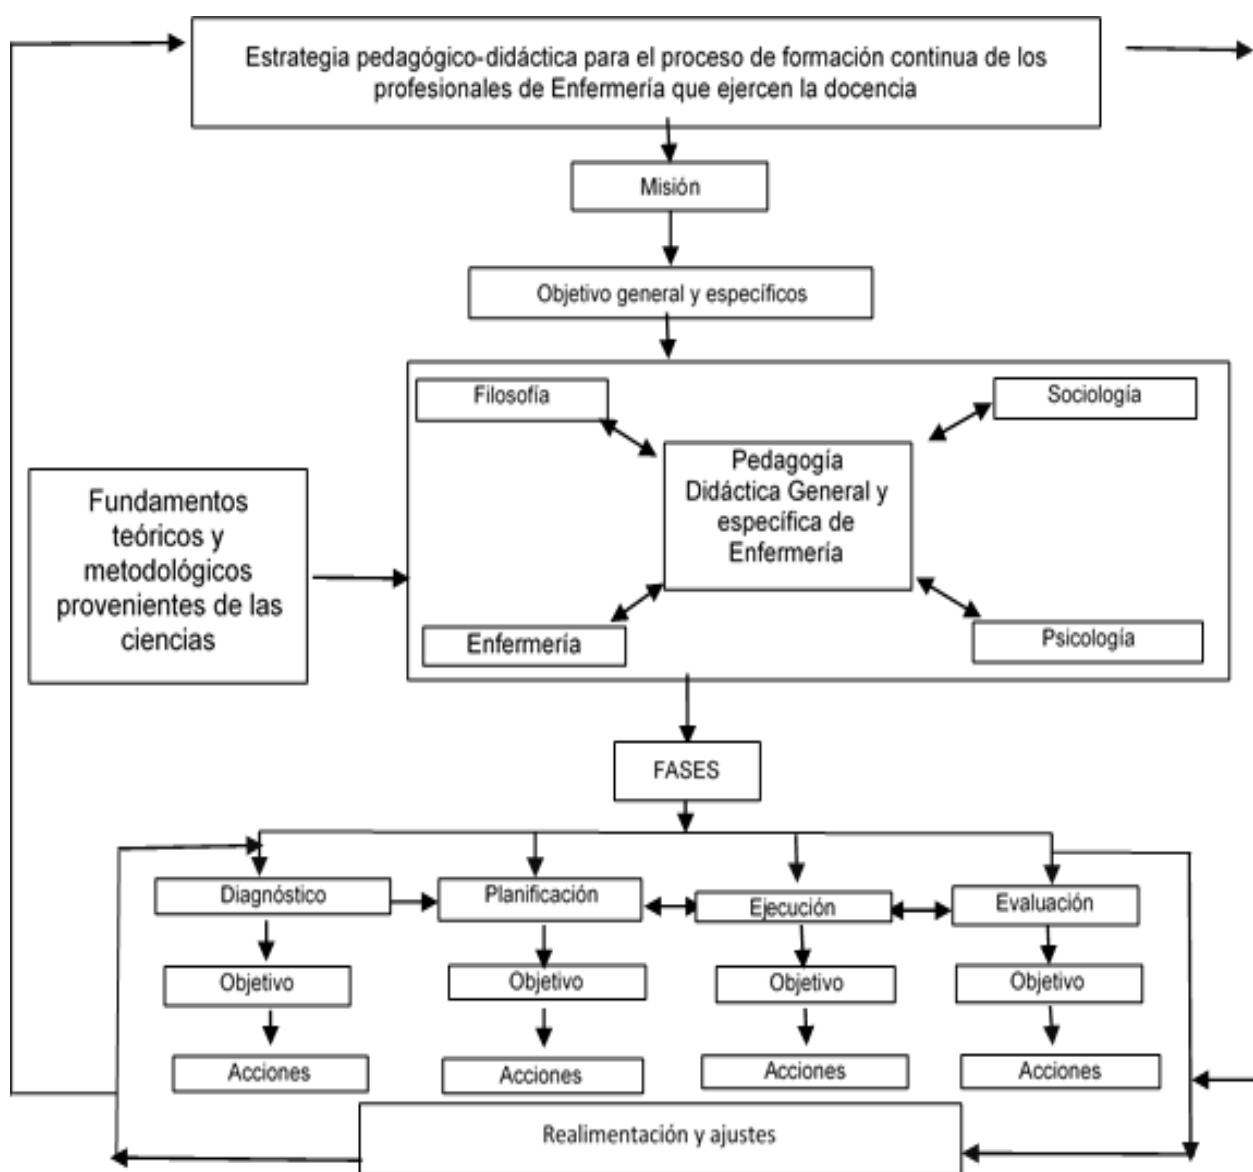 Estrategia pedagógico-didáctica para el proceso de formación continua de los
profesionales de Enfermería que ejercen la docencia
Misión
Objetivo general y específicos
Filosofía
Sociología
Pedagogía
Didáctica General y
específica de
Enfermería
Fundamentos
teóricos y
metodológicos
provenientes de las
ciencias
Enfermería
Psicología
FASES
Diagnóstico
Planificación
Ejecución
Evaluación
Objetivo
Objetivo
Objetivo
Objetivo
Acciones
Acciones
Acciones
Acciones
Realimentación y ajustes